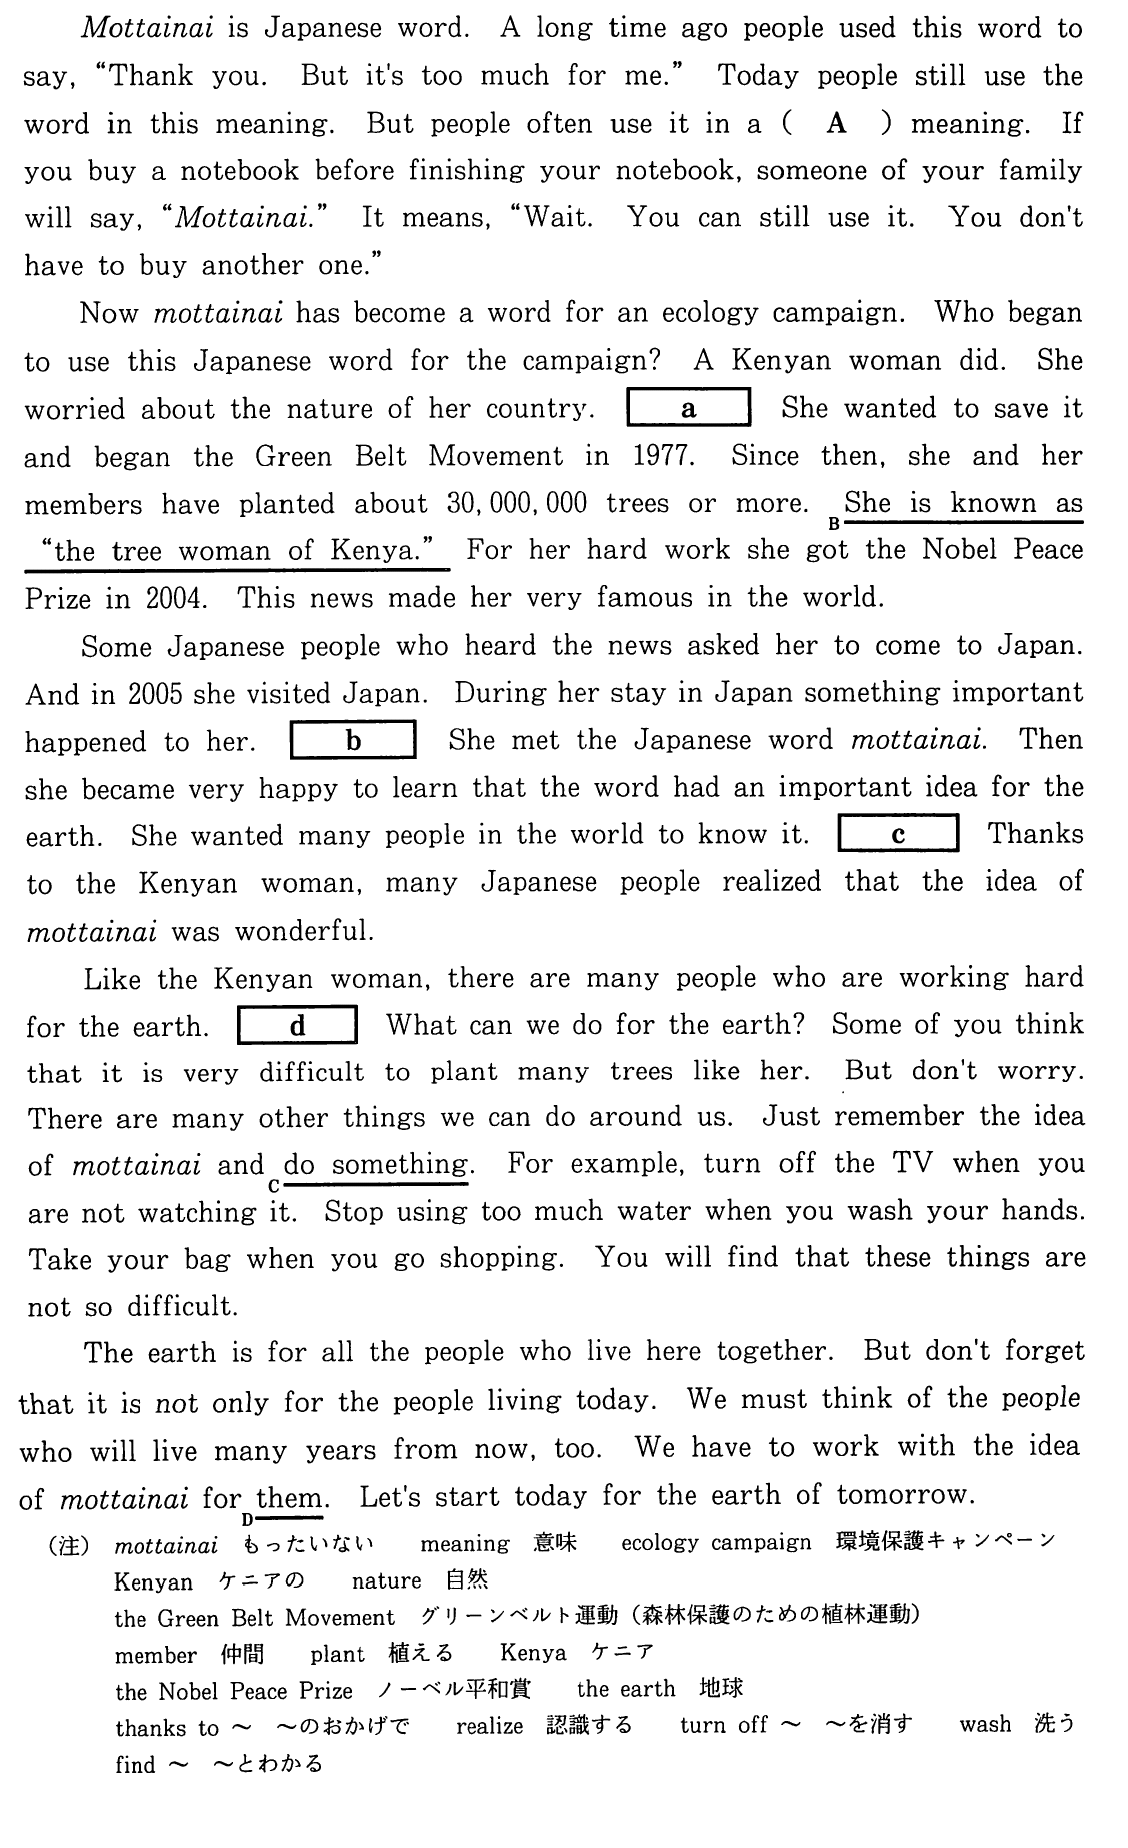 Mottainai is Japanese word. A long time ago people used this word to
say, “Thank you. But it's too much for me.” Today people still use the
word in this meaning. But people often use it in a ( A ) meaning. If
you buy a notebook before finishing your notebook, someone of your family
will say, “Mottainai.” It means, “Wait. You can still use it. You don't
have to buy another one.”
Now mottainai has become a word for an ecology campaign. Who began
to use this Japanese word for the campaign? A Kenyan woman did. She
worried about the nature of her country. a She wanted to save it
and began the Green Belt Movement in 1977. Since then, she and her
members have planted about 30,000,000 trees or more. B She is known as
“the tree woman of Kenya.” For her hard work she got the Nobel Peace
Prize in 2004. This news made her very famous in the world.
Some Japanese people who heard the news asked her to come to Japan.
And in 2005 she visited Japan. During her stay in Japan something important
happened to her. b She met the Japanese word mottainai. Then
she became very happy to learn that the word had an important idea for the
earth. She wanted many people in the world to know it. c Thanks
to the Kenyan woman, many Japanese people realized that the idea of
mottainai was wonderful.
Like the Kenyan woman, there are many people who are working hard
for the earth. d What can we do for the earth? Some of you think
that it is very difficult to plant many trees like her. But don't worry.
There are many other things we can do around us. Just remember the idea
of mottainai and C do something. For example, turn off the TV when you
are not watching it. Stop using too much water when you wash your hands.
Take your bag when you go shopping. You will find that these things are
not so difficult.
The earth is for all the people who live here together. But don't forget
that it is not only for the people living today. We must think of the people
who will live many years from now, too. We have to work with the idea
of mottainai for D them. Let's start today for the earth of tomorrow.
（注） mottainai もったいない meaning 意味 ecology campaign 環境保護キャンペーン
Kenyan ケニアの nature 自然
the Green Belt Movement グリーンベルト運動（森林保護のための植林運動）
member 仲間 plant 植える Kenya ケニア
the Nobel Peace Prize ノーベル平和賞 the earth 地球
thanks to ～ ～のおかげで realize 認識する turn off ～ ～を消す wash 洗う
find ～ ～とわかる